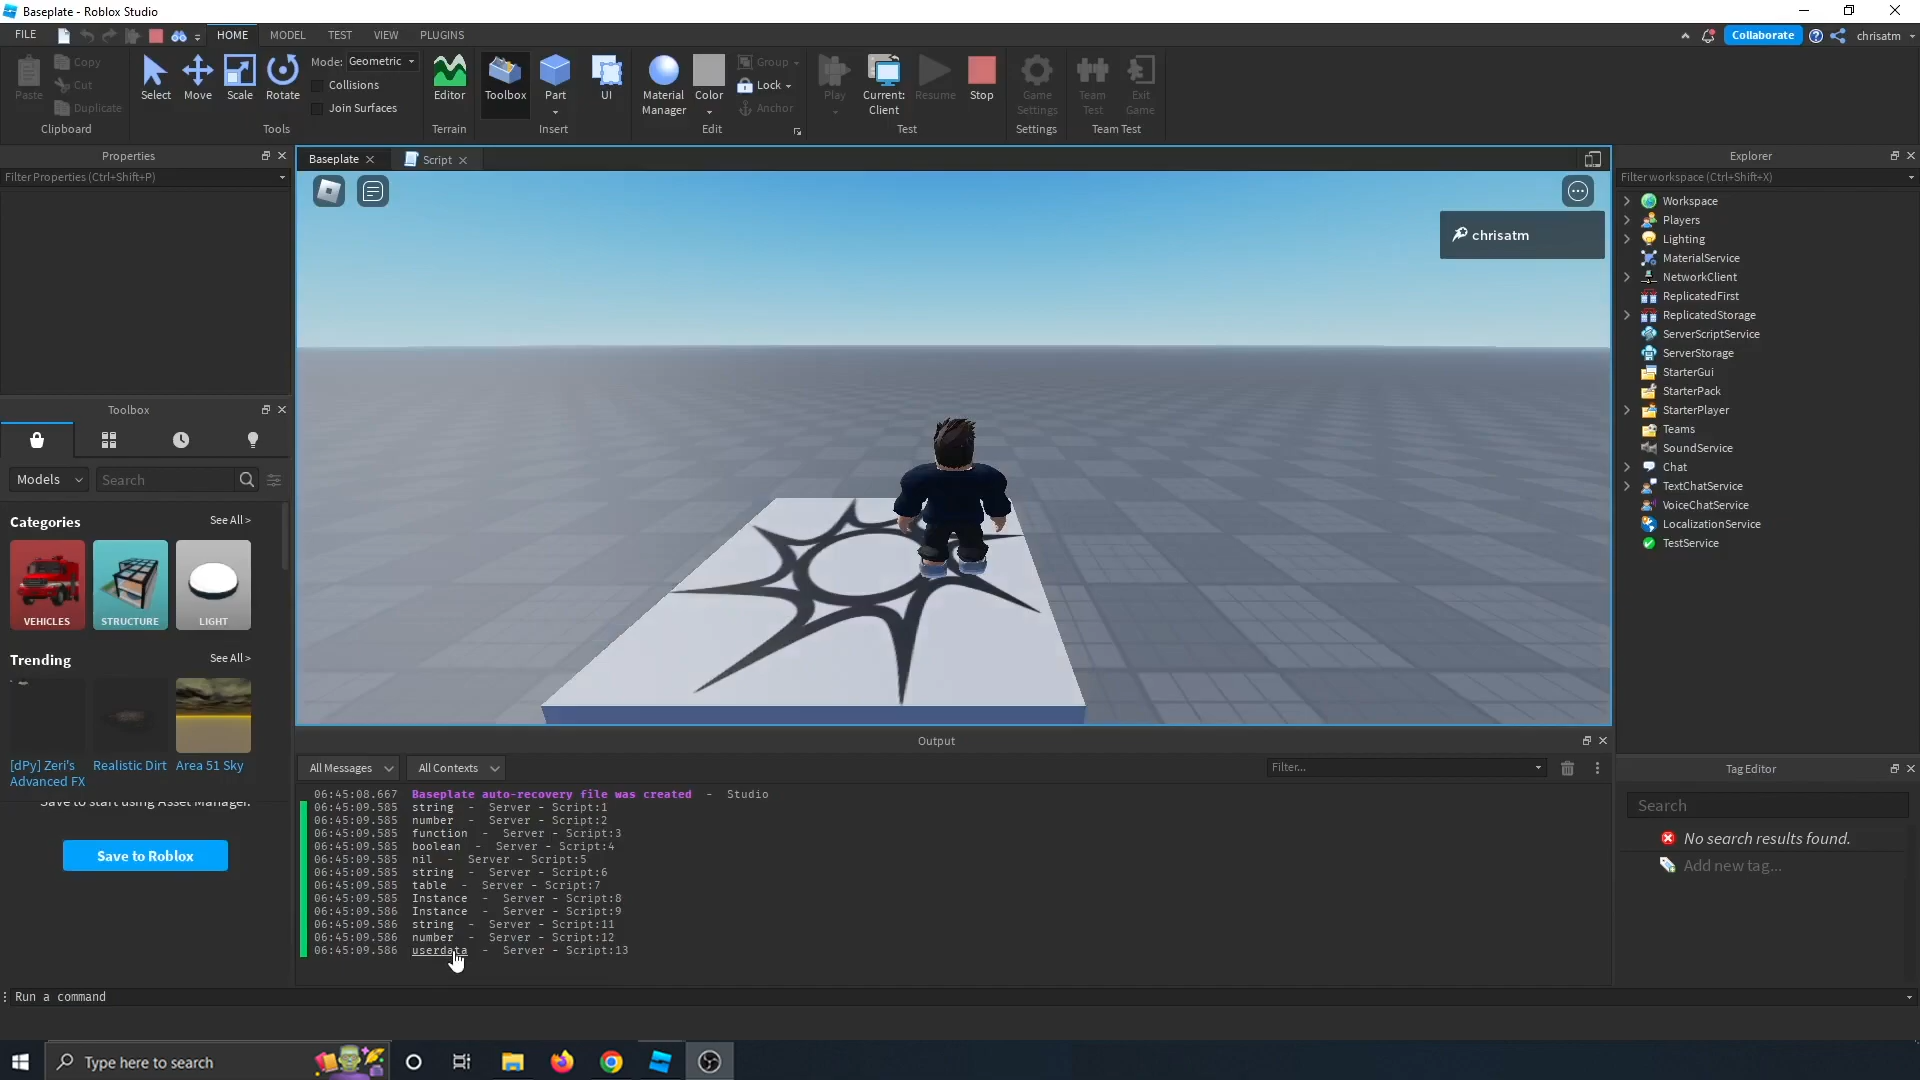 Baseplate - Roblox Studio
FILE
HOME
MODEL
TEST
VIEW
PLUGINS
Collaborate
chrisatm
Paste
Copy
Cut
Duplicate
Clipboard
Select
Move
Scale
Rotate
Mode: Geometric
Collisions
Join Surfaces
Tools
Editor
Terrain
Toolbox
Part
UI
Insert
Material Manager
Color
Group
Lock
Anchor
Edit
Play
Current: Client
Resume
Stop
Test
Game Settings
Settings
Team Test
Exit Game
Team Test
Properties
Filter Properties (Ctrl+Shift+P)
Toolbox
Models
Search
Categories
See All >
VEHICLES
STRUCTURE
LIGHT
Trending
See All >
[dPy] Zeri's Advanced FX
Realistic Dirt
Area 51 Sky
Save to start using Asset Manager.
Save to Roblox
Baseplate
Script
chrisatm
Output
All Messages
All Contexts
Filter...
06:45:08.667 Baseplate auto-recovery file was created - Studio
06:45:09.585 string - Server - Script:1
06:45:09.585 number - Server - Script:2
06:45:09.585 function - Server - Script:3
06:45:09.585 boolean - Server - Script:4
06:45:09.585 nil - Server - Script:5
06:45:09.585 string - Server - Script:6
06:45:09.585 table - Server - Script:7
06:45:09.585 Instance - Server - Script:8
06:45:09.586 Instance - Server - Script:9
06:45:09.586 string - Server - Script:11
06:45:09.586 number - Server - Script:12
06:45:09.586 userdata - Server - Script:13
Explorer
Filter workspace (Ctrl+Shift+X)
Workspace
Players
Lighting
MaterialService
NetworkClient
ReplicatedFirst
ReplicatedStorage
ServerScriptService
ServerStorage
StarterGui
StarterPack
StarterPlayer
Teams
SoundService
Chat
TextChatService
VoiceChatService
LocalizationService
TestService
Tag Editor
Search
No search results found.
Add new tag...
Run a command
Type here to search